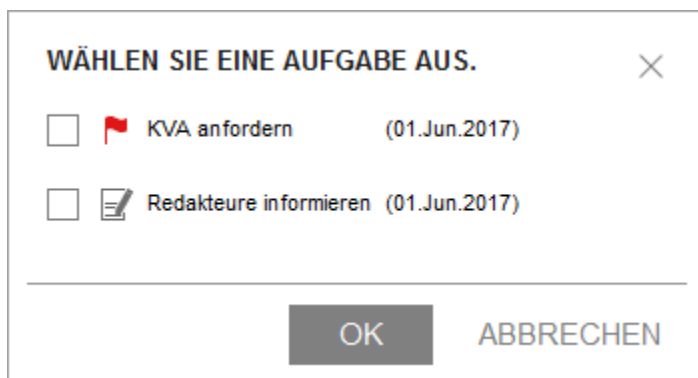 WÄHLEN SIE EINE AUFGABE AUS.
KVA anfordern (01.Jun.2017)
Redakteure informieren (01.Jun.2017)
OK ABBRECHEN